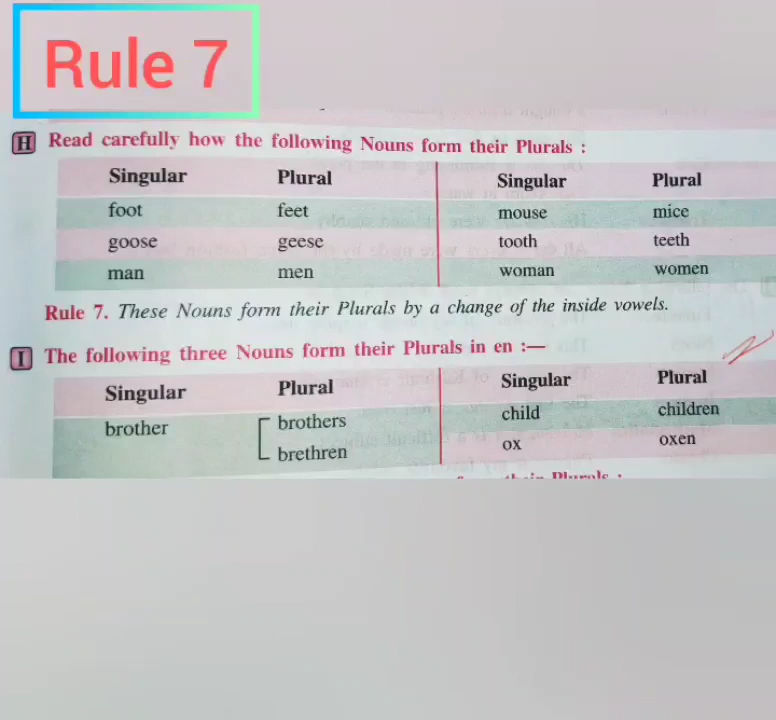 Rule 7
H Read carefully how the following Nouns form their Plurals :
Singular Plural Singular Plural
foot feet mouse mice
goose geese tooth teeth
man men woman women
Rule 7. These Nouns form their Plurals by a change of the inside vowels.
I The following three Nouns form their Plurals in en :—
Singular Plural Singular Plural
brother brothers child children
brethren ox oxen
their Plurals :